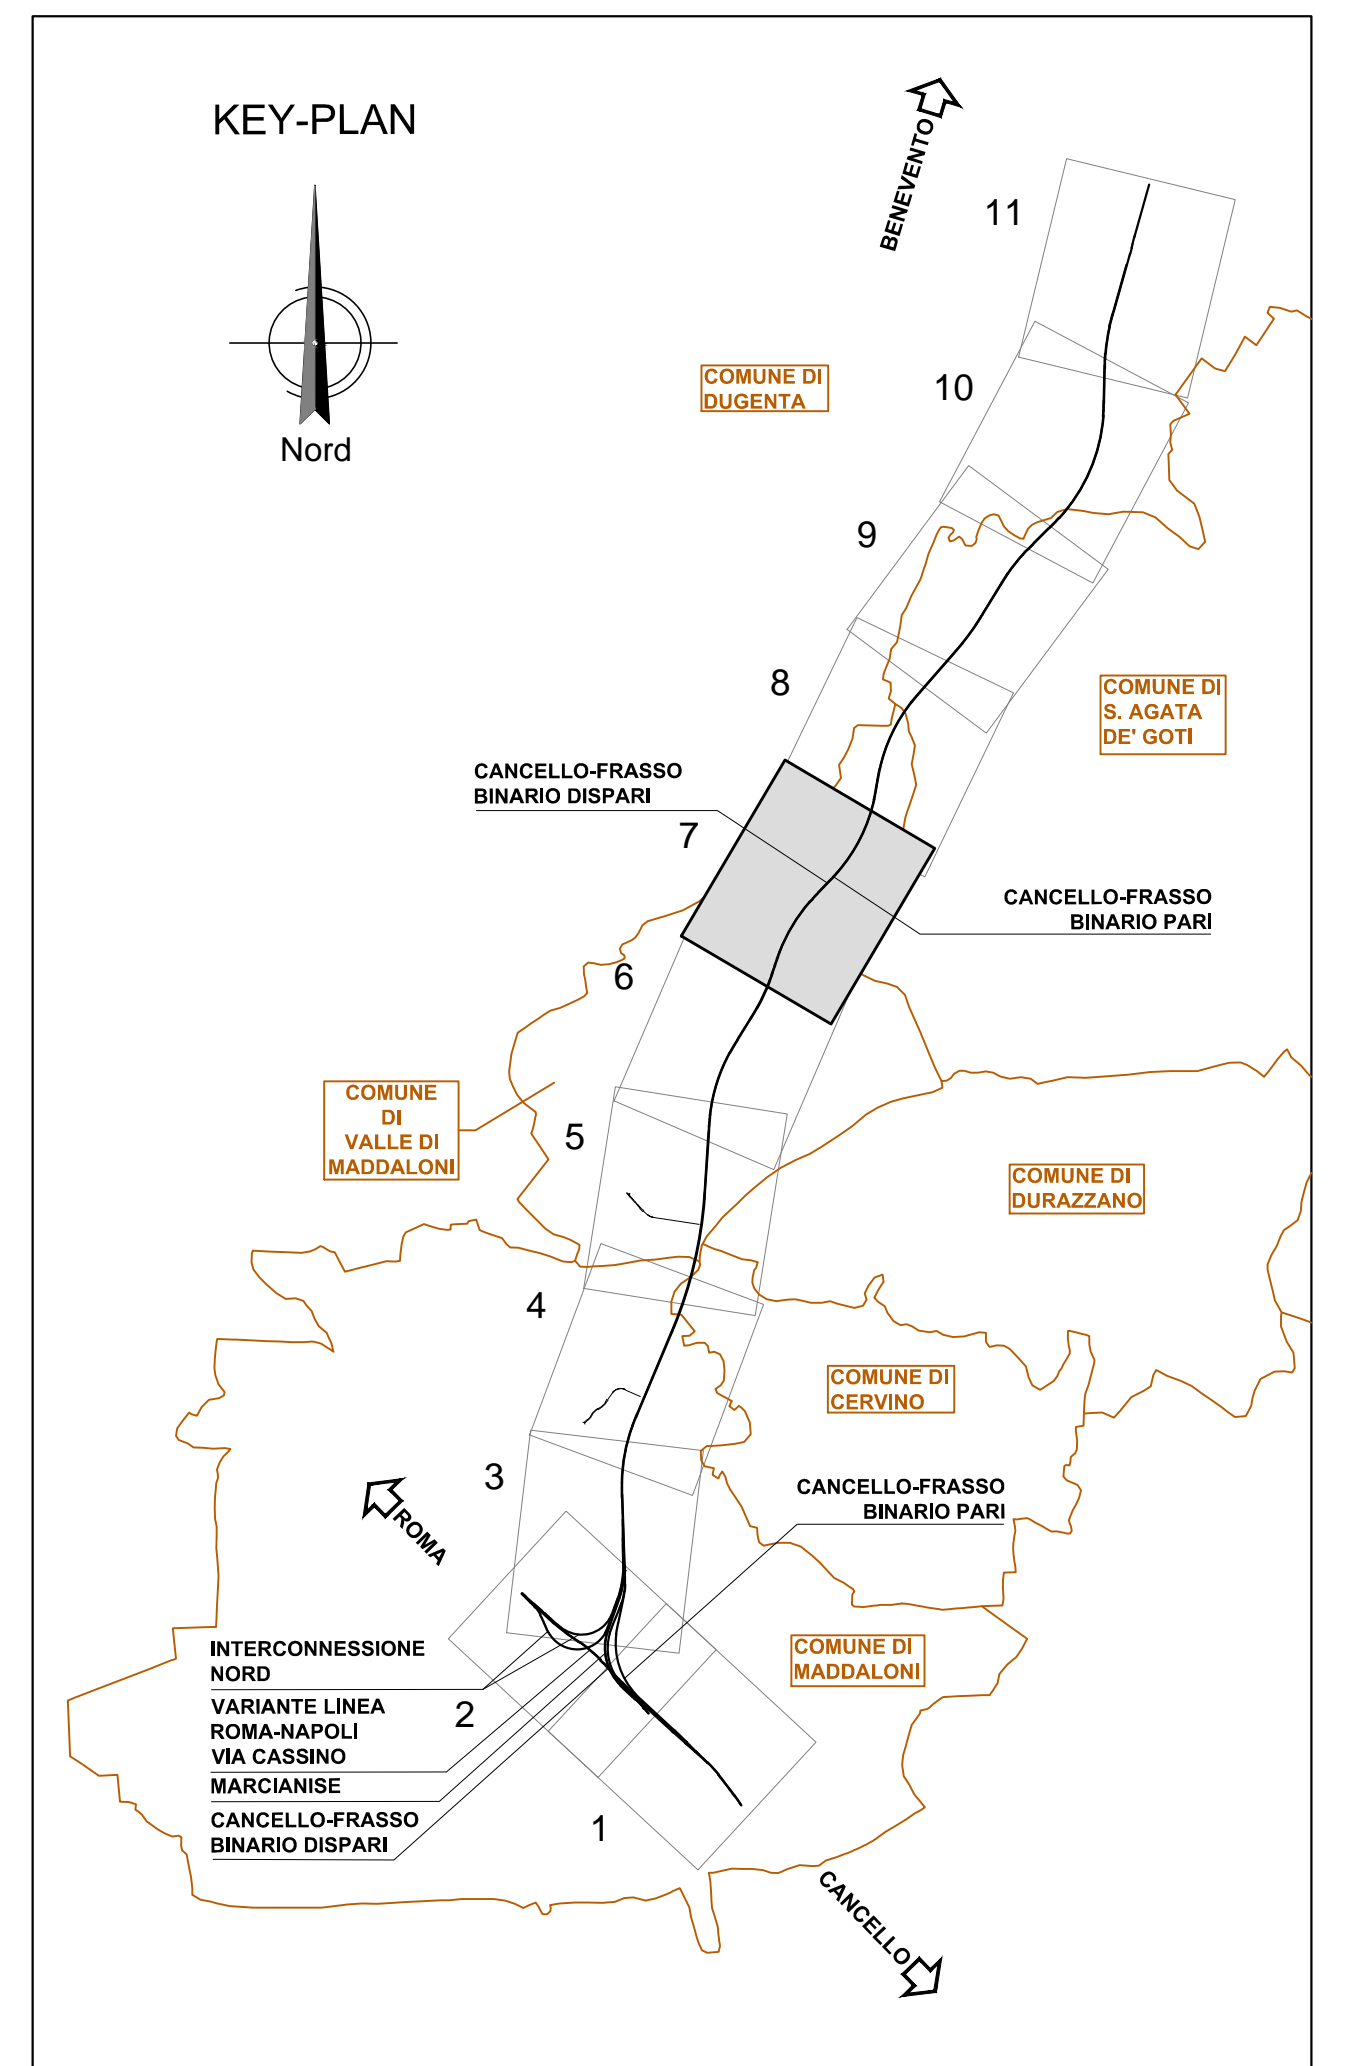 KEY-PLAN
Nord
BENEVENTO
11
10
COMUNE DI
DUGENTA
9
8
COMUNE DI
S. AGATA
DE' GOTI
CANCELLO-FRASSO
BINARIO DISPARI
7
CANCELLO-FRASSO
BINARIO PARI
6
COMUNE
DI
VALLE DI
MADDALONI
5
COMUNE DI
DURAZZANO
4
COMUNE DI
CERVINO
3
CANCELLO-FRASSO
BINARIO PARI
ROMA
INTERCONNESSIONE
NORD
COMUNE DI
MADDALONI
VARIANTE LINEA
ROMA-NAPOLI
VIA CASSINO
2
MARCIANISE
CANCELLO-FRASSO
BINARIO DISPARI
1
CANCELLO